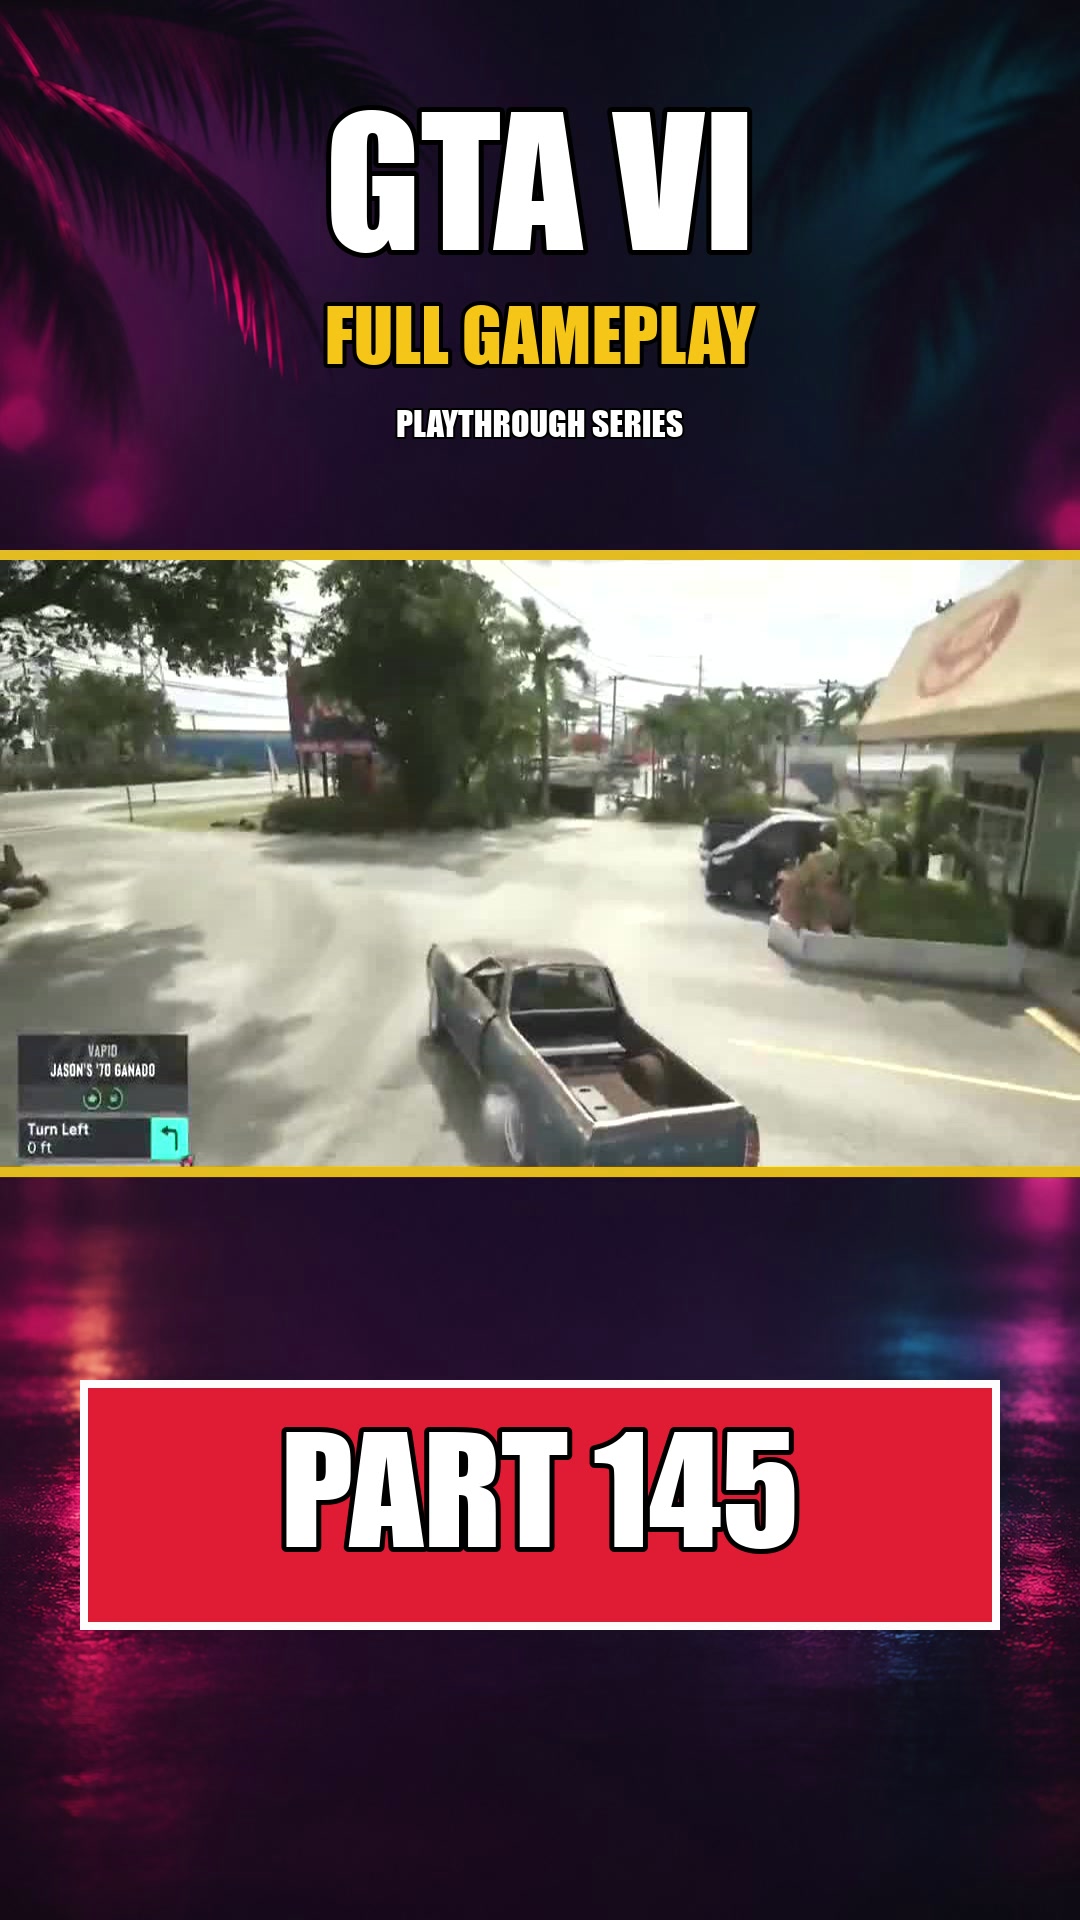 GTA VI
FULL GAMEPLAY
PLAYTHROUGH SERIES
VAPID
JASON'S '70 GANADO
Turn Left
0 ft
PART 145